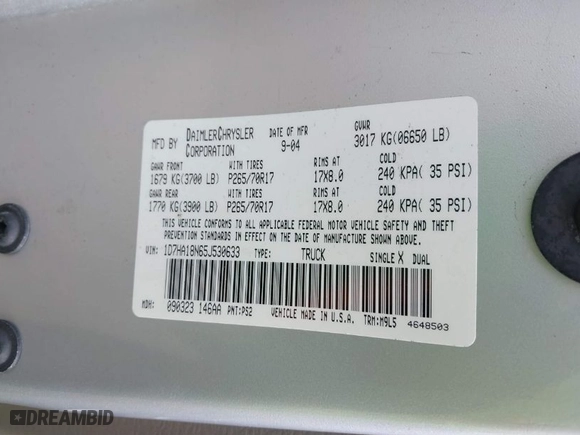 MFD BY DAIMLERCHRYSLER CORPORATION DATE OF MFR 9-04 GVWR 3017 KG(06650 LB)
GAWR FRONT WITH TIRES RIMS AT COLD
1679 KG(3700 LB) P265/70R17 17X8.0 240 KPA( 35 PSI)
GAWR REAR WITH TIRES RIMS AT COLD
1770 KG(3900 LB) P265/70R17 17X8.0 240 KPA( 35 PSI)
THIS VEHICLE CONFORMS TO ALL APPLICABLE FEDERAL MOTOR VEHICLE SAFETY AND THEFT
PREVENTION STANDARDS IN EFFECT ON THE DATE OF MANUFACTURE SHOWN ABOVE.
VIN: 1D7HA18N65J530633 TYPE: TRUCK SINGLE X DUAL
MDH: 090323 146AA PNT:PS2 VEHICLE MADE IN U.S.A. TRM:M9L5 4648503
DREAMBID